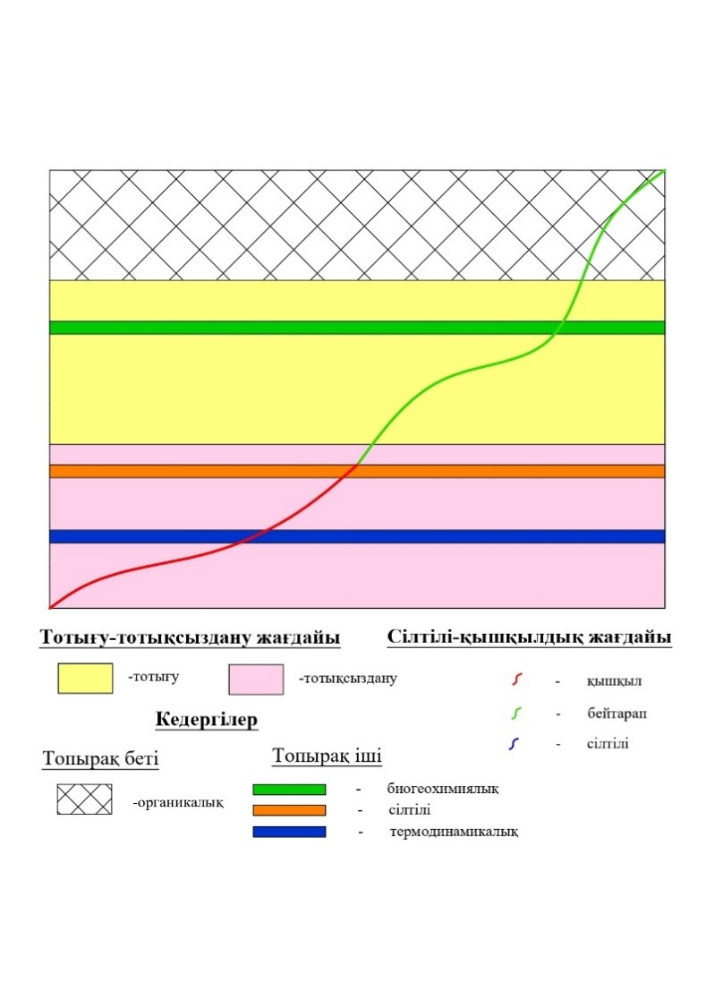 Тотығу-тотықсыздану жағдайы
Сілтілі-қышқылдық жағдайы
-тотығу
-тотықсыздану
- қышқыл
- бейтарап
- сілтілі
Кедергілер
Топырақ беті
Топырақ іші
-органикалық
- биогеохимиялық
- сілтілі
- термодинамикалық